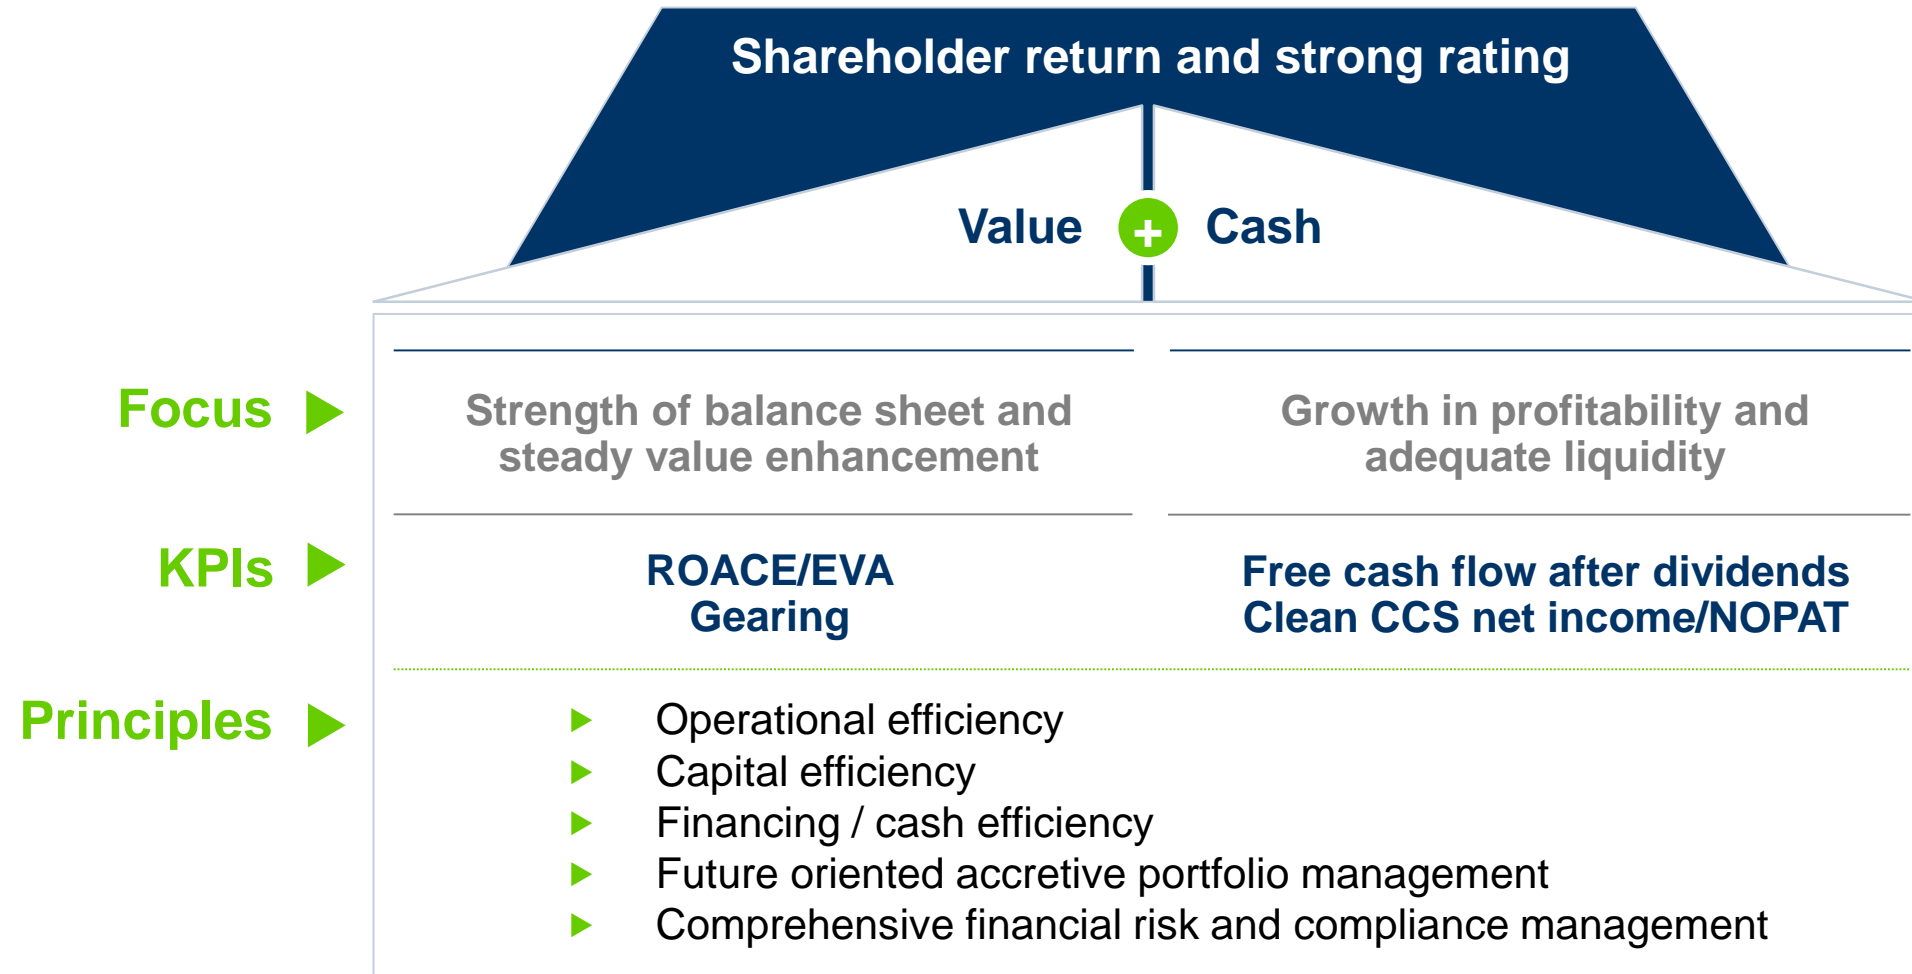 Shareholder return and strong rating
Value + Cash
Focus
Strength of balance sheet and
steady value enhancement
Growth in profitability and
adequate liquidity
KPIs
ROACE/EVA
Gearing
Free cash flow after dividends
Clean CCS net income/NOPAT
Principles
Operational efficiency
Capital efficiency
Financing / cash efficiency
Future oriented accretive portfolio management
Comprehensive financial risk and compliance management